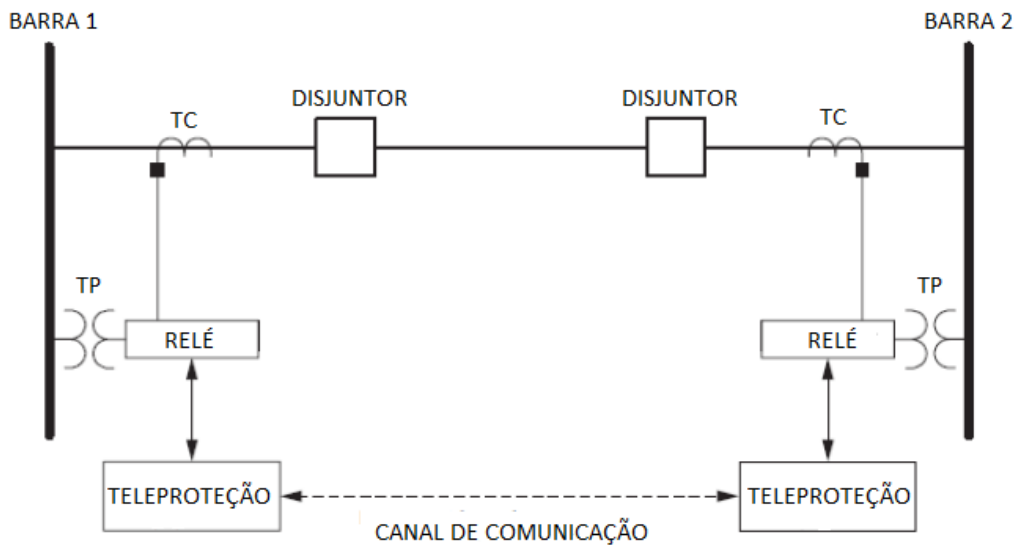 BARRA 1
BARRA 2
DISJUNTOR
DISJUNTOR
TC
TC
TP
TP
RELÉ
RELÉ
TELEPROTEÇÃO
TELEPROTEÇÃO
CANAL DE COMUNICAÇÃO